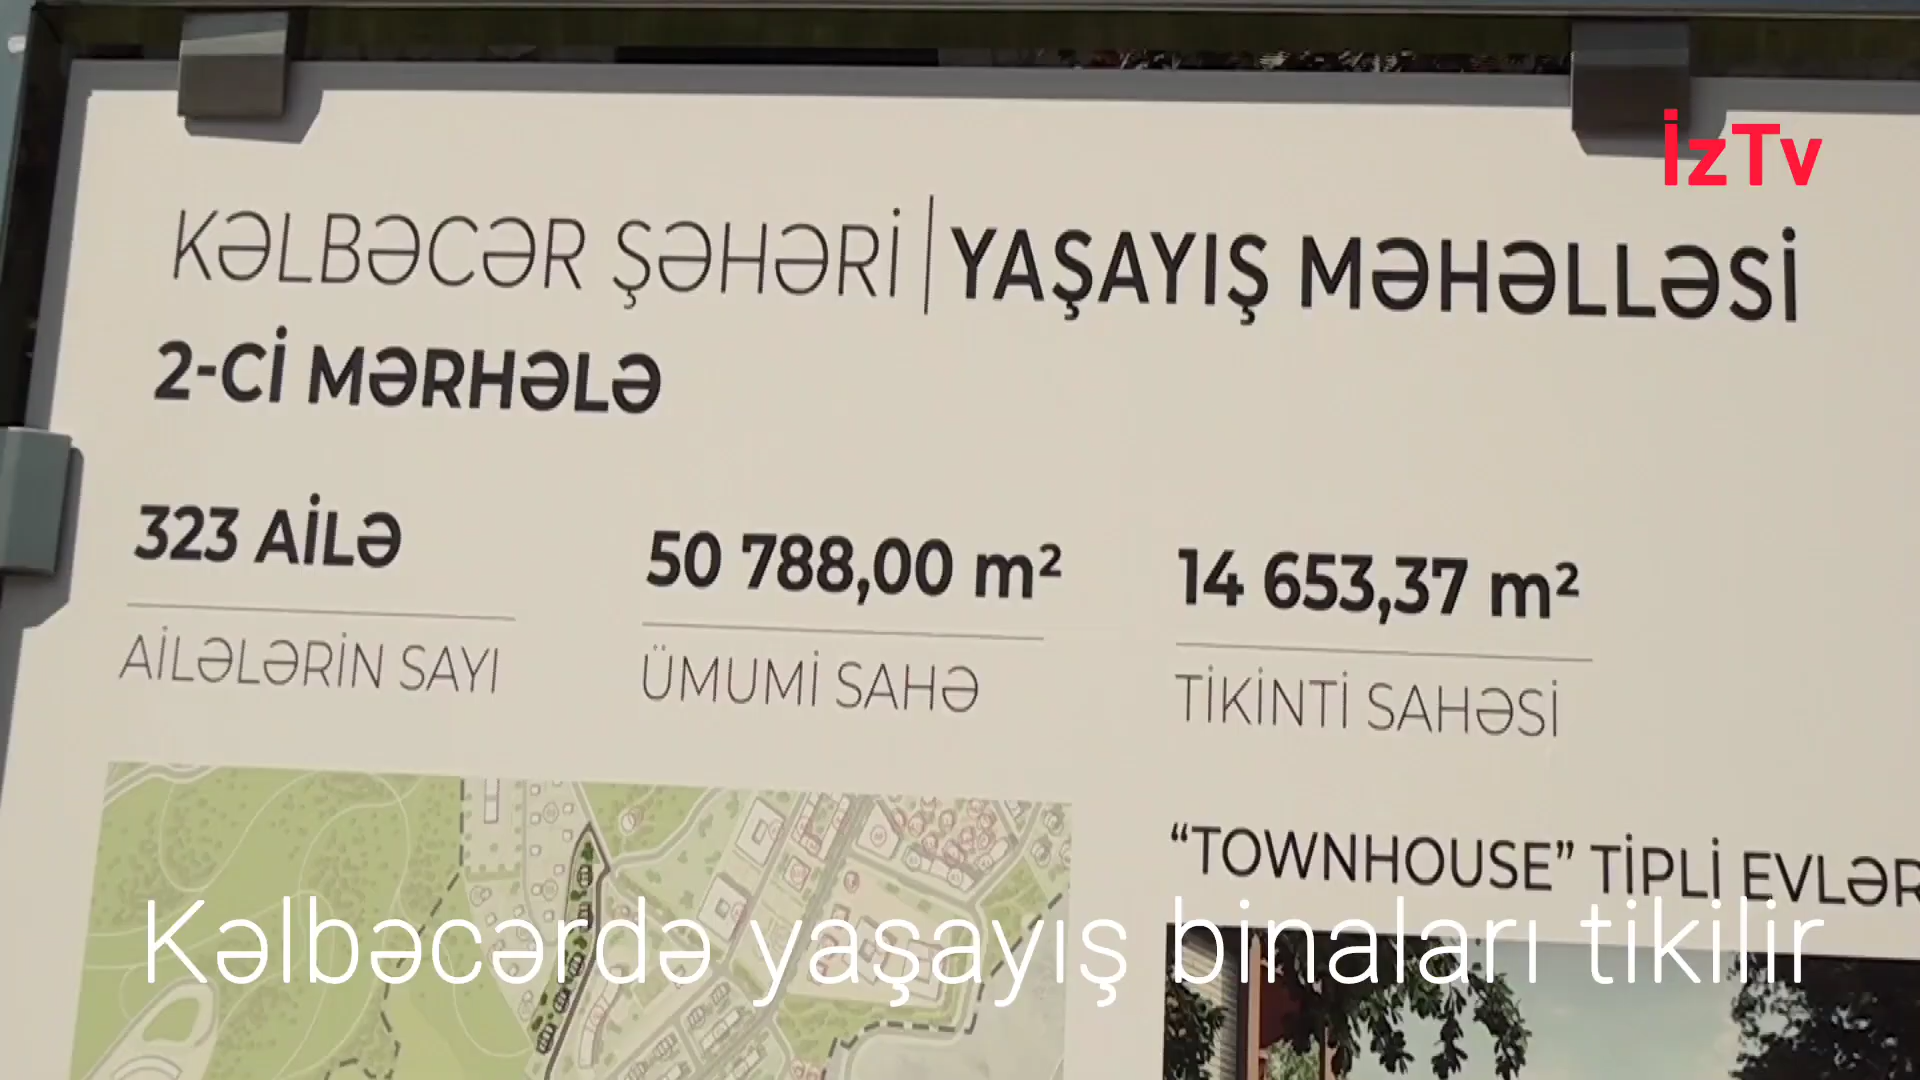 İzTv
KƏLBƏCƏR ŞƏHƏRİ | YAŞAYIŞ MƏHƏLLƏSİ
2-Cİ MƏRHƏLƏ
323 AİLƏ
AİLƏLƏRİN SAYI
50 788,00 m²
ÜMUMİ SAHƏ
14 653,37 m²
TİKİNTİ SAHƏSİ
“TOWNHOUSE” TİPLİ EVLƏR
Kəlbəcərdə yaşayış binaları tikilir